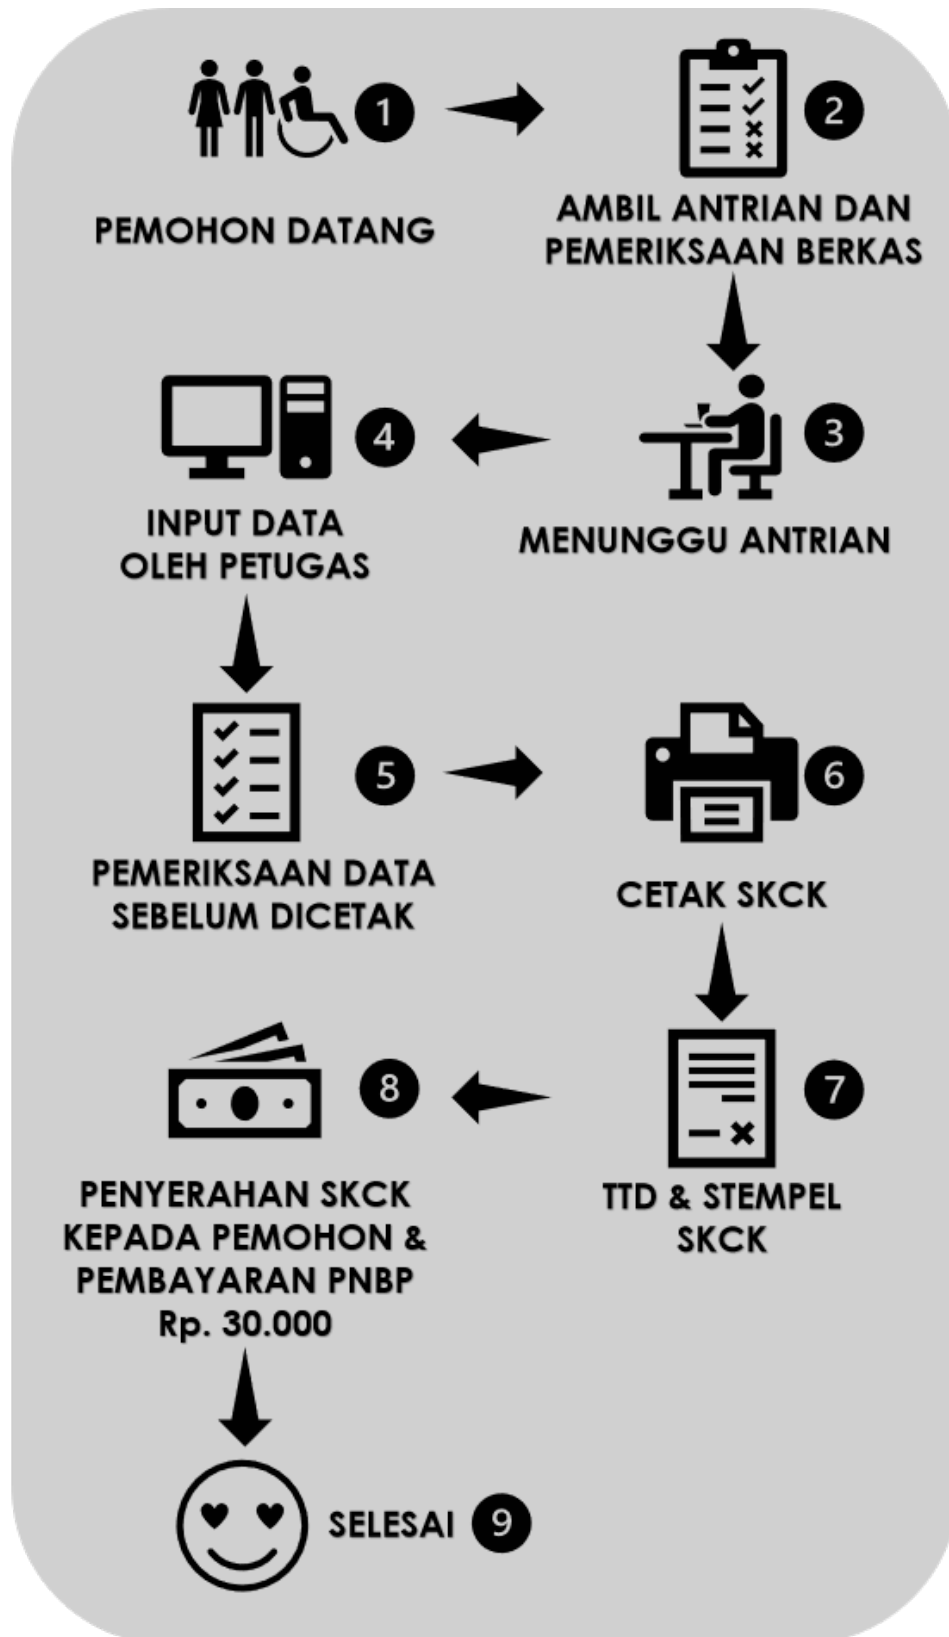 1
PEMOHON DATANG
2
AMBIL ANTRIAN DAN
PEMERIKSAAN BERKAS
3
MENUNGGU ANTRIAN
4
INPUT DATA
OLEH PETUGAS
5
PEMERIKSAAN DATA
SEBELUM DICETAK
6
CETAK SKCK
7
TTD & STEMPEL
SKCK
8
PENYERAHAN SKCK
KEPADA PEMOHON &
PEMBAYARAN PNBP
Rp. 30.000
SELESAI 9